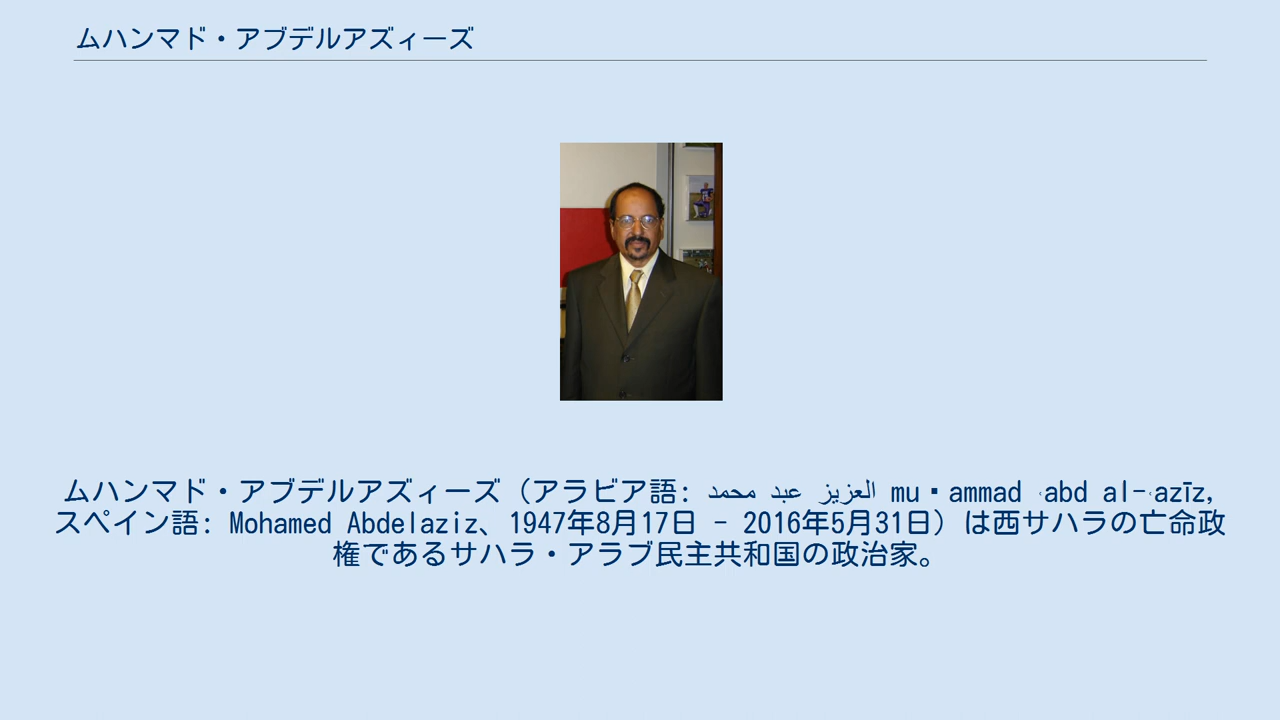 ムハンマド・アブデルアズィーズ
ムハンマド・アブデルアズィーズ（アラビア語: محمد عبد العزيز mu▪ammad ʿabd al-ʿazīz,
スペイン語: Mohamed Abdelaziz、1947年8月17日 - 2016年5月31日）は西サハラの亡命政
権であるサハラ・アラブ民主共和国の政治家。